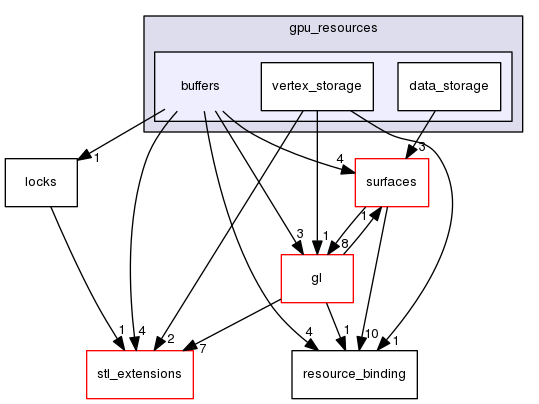 gpu_resources
buffers
vertex_storage
data_storage
1
4
3
locks
surfaces
3
1
1
8
gl
1
4
2
7
4
1
10
1
stl_extensions
resource_binding